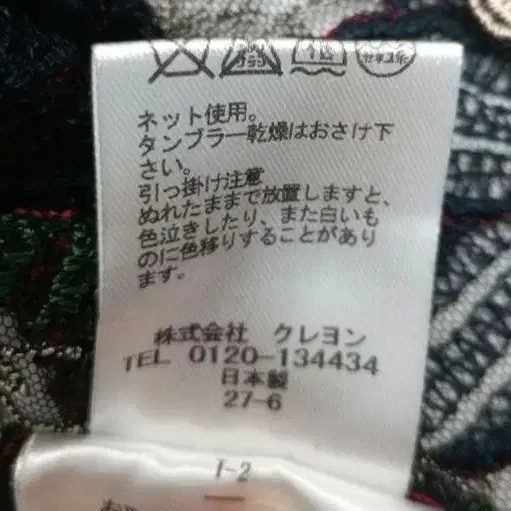 ネット使用。
タンブラー乾燥はおさけ下
さい。
引っ掛け注意
ぬれたままで放置しますと、
色泣きしたり、また白いも
のに色移りすることがあり
ます。
株式会社 クレヨン
TEL 0120-134434
日本製
27-6
1-2